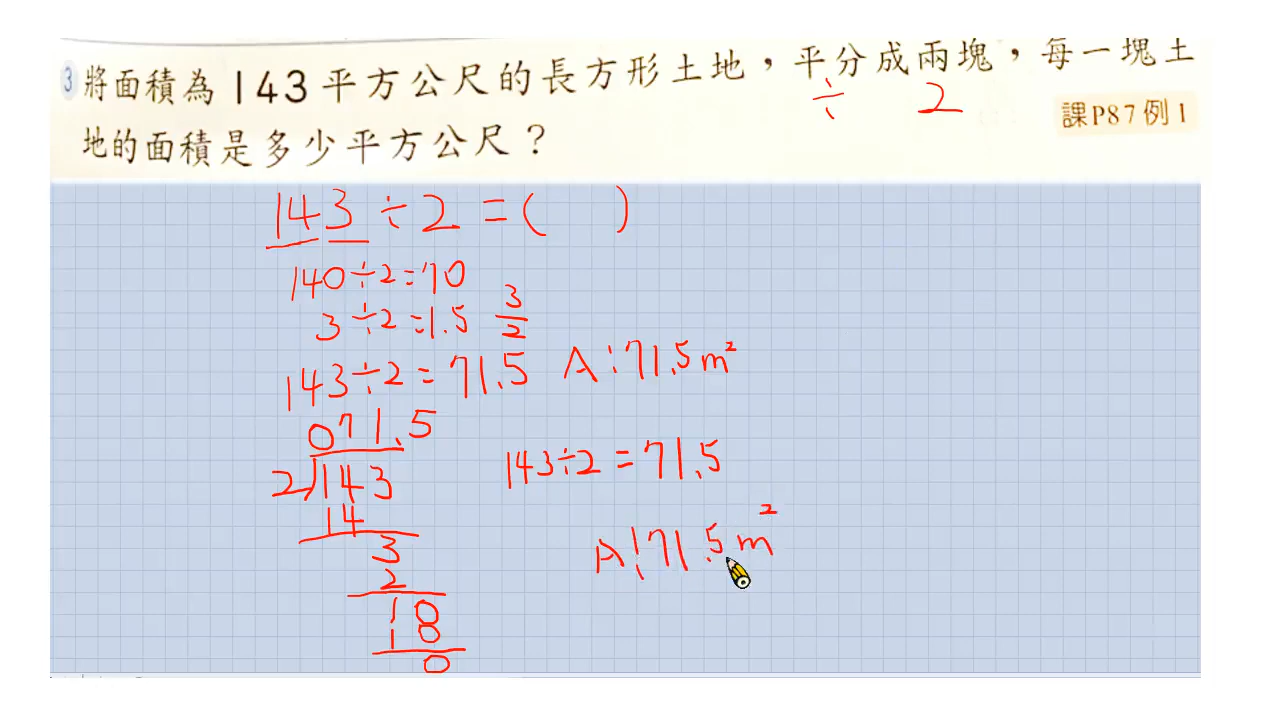 3 將面積為143平方公尺的長方形土地，平分成兩塊，每一塊土
÷ 2
課P87例1
地的面積是多少平方公尺？
143÷2=( )
140÷2=70
3÷2=1.5 3/2
143÷2=71.5 A:71.5m²
071.5
2)143
14
3
2
10
10
0
143÷2=71.5
A:71.5m²